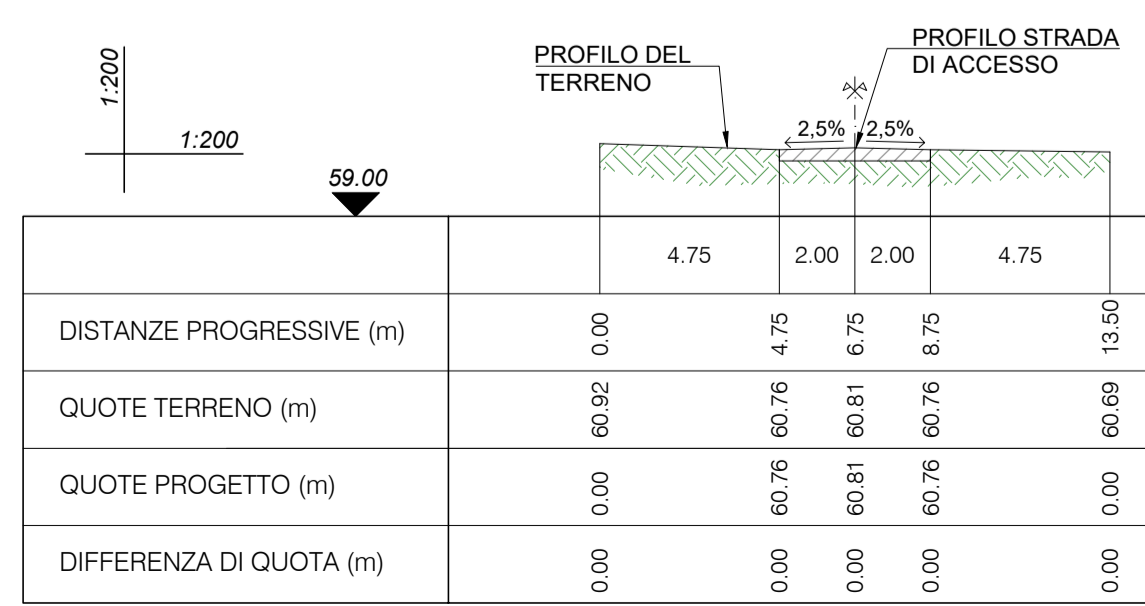 1:200
1:200
59.00
PROFILO DEL
TERRENO
PROFILO STRADA
DI ACCESSO
2,5% 2,5%
4.75 2.00 2.00 4.75
DISTANZE PROGRESSIVE (m) 0.00 4.75 6.75 8.75 13.50
QUOTE TERRENO (m) 60.92 60.76 60.81 60.76 60.69
QUOTE PROGETTO (m) 0.00 60.76 60.81 60.76 0.00
DIFFERENZA DI QUOTA (m) 0.00 0.00 0.00 0.00 0.00